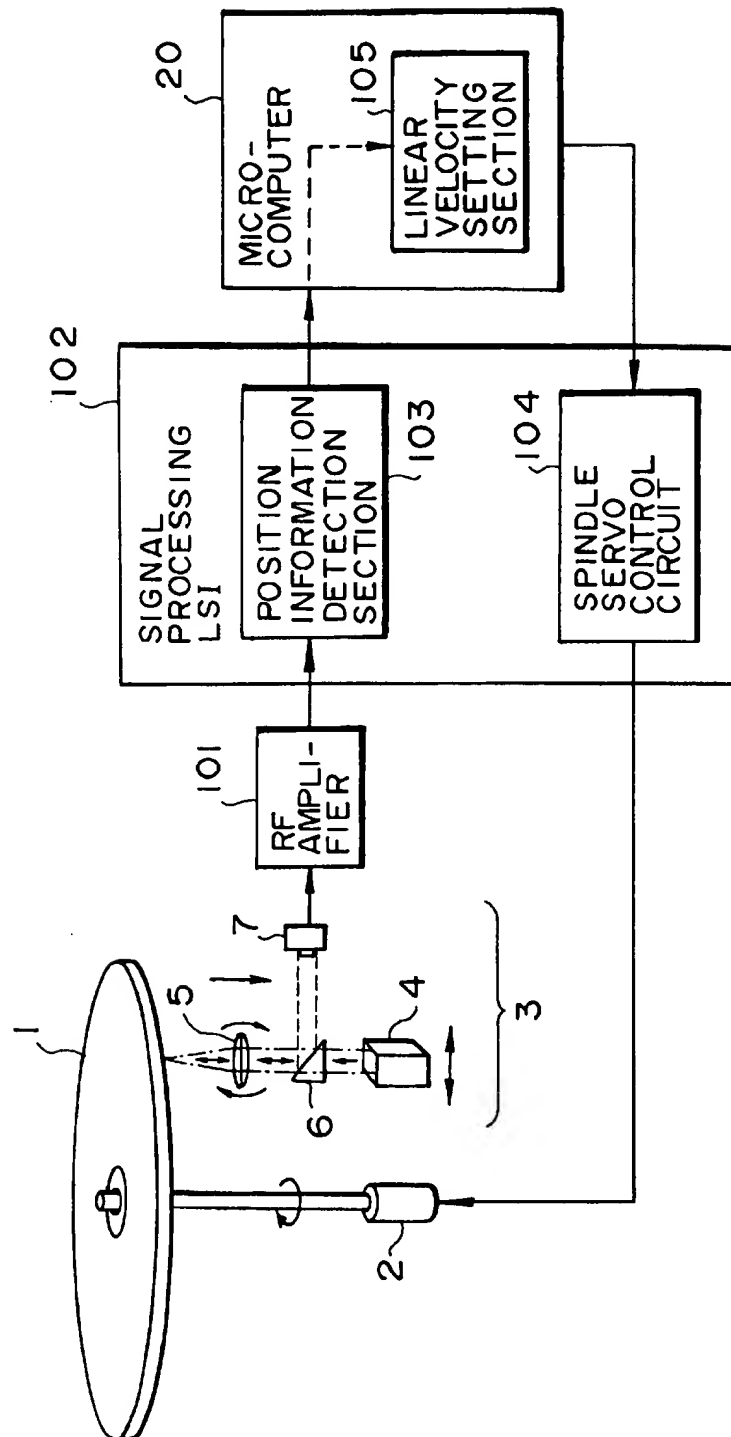 1
2
3
4
5
6
7
101
RF
AMPLI-
FIER
102
SIGNAL
PROCESSING
LSI
POSITION
INFORMATION
DETECTION
SECTION
103
104
SPINDLE
SERVO
CONTROL
CIRCUIT
20
MICRO-
COMPUTER
105
LINEAR
VELOCITY
SETTING
SECTION